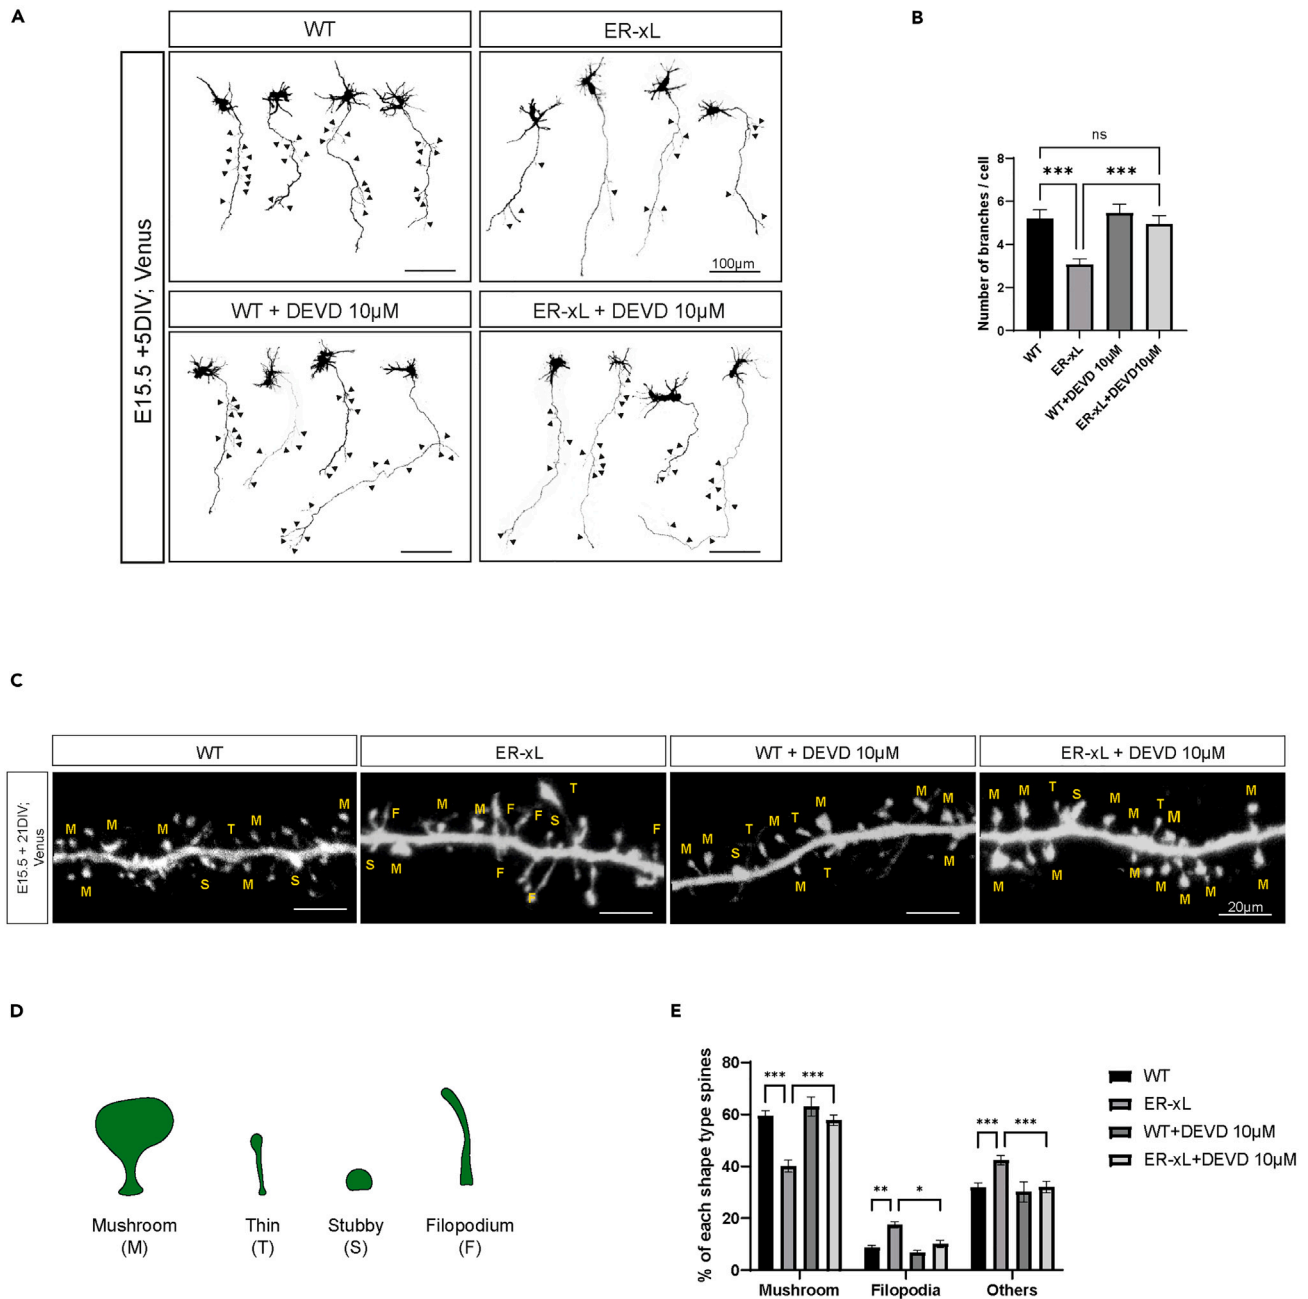 A
WT
ER-xL
E15.5 +5DIV; Venus
100µm
WT + DEVD 10µM
ER-xL + DEVD 10µM
B
ns
***
***
8
6
4
2
0
Number of branches / cell
WT
ER-xL
WT+DEVD 10µM
ER-xL+DEVD10µM
C
WT
ER-xL
WT + DEVD 10µM
ER-xL + DEVD 10µM
E15.5 + 21DIV;
Venus
M M M T M M
M S M S
F M M F F S T F
S M F F
M M S T M T M M M
M T M
M M T S M M T M M
M M M M M M M
20µm
D
Mushroom
(M)
Thin
(T)
Stubby
(S)
Filopodium
(F)
E
% of each shape type spines
80
60
40
20
0
*** ***
** *
*** ***
Mushroom
Filopodia
Others
WT
ER-xL
WT+DEVD 10µM
ER-xL+DEVD 10µM